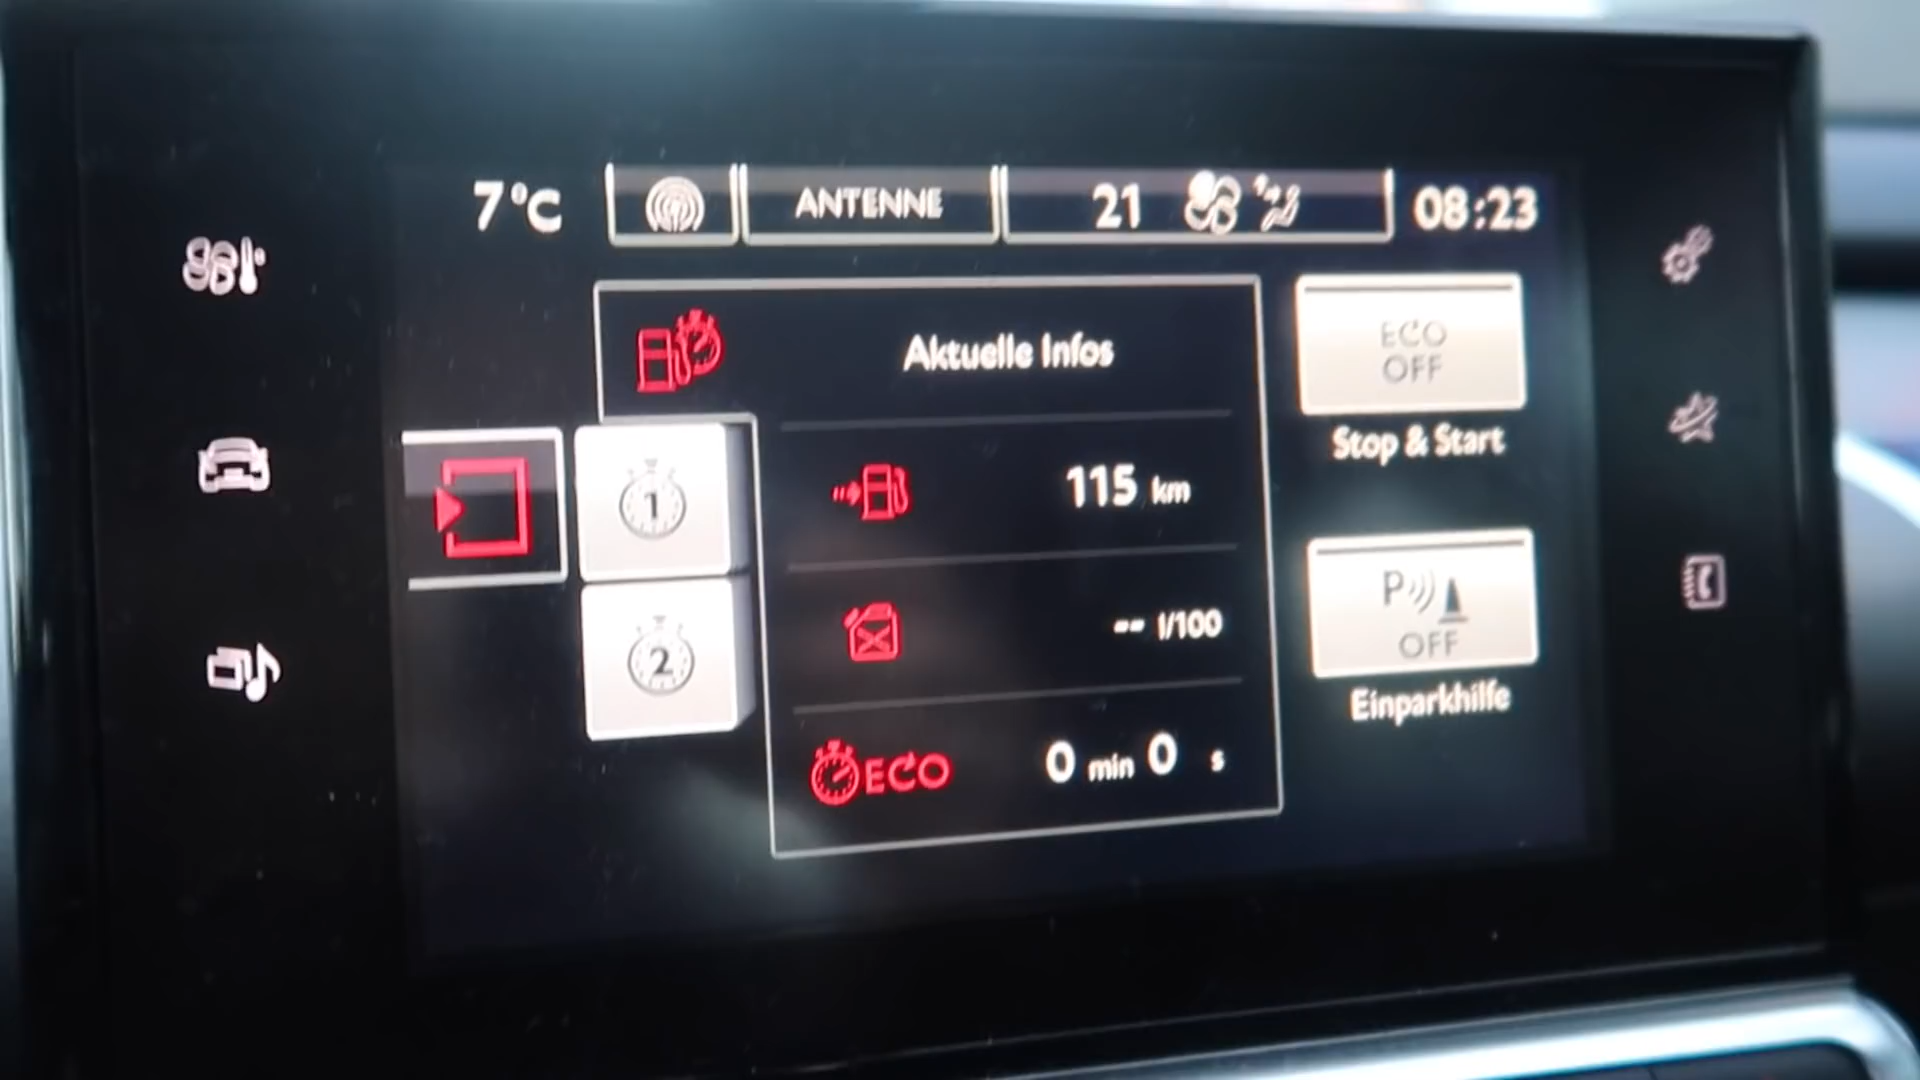 7°C ANTENNE 21 08:23
Aktuelle Infos
ECO
OFF
Stop & Start
1
115 km
2
-- l/100
P
OFF
Einparkhilfe
ECO 0 min 0 s